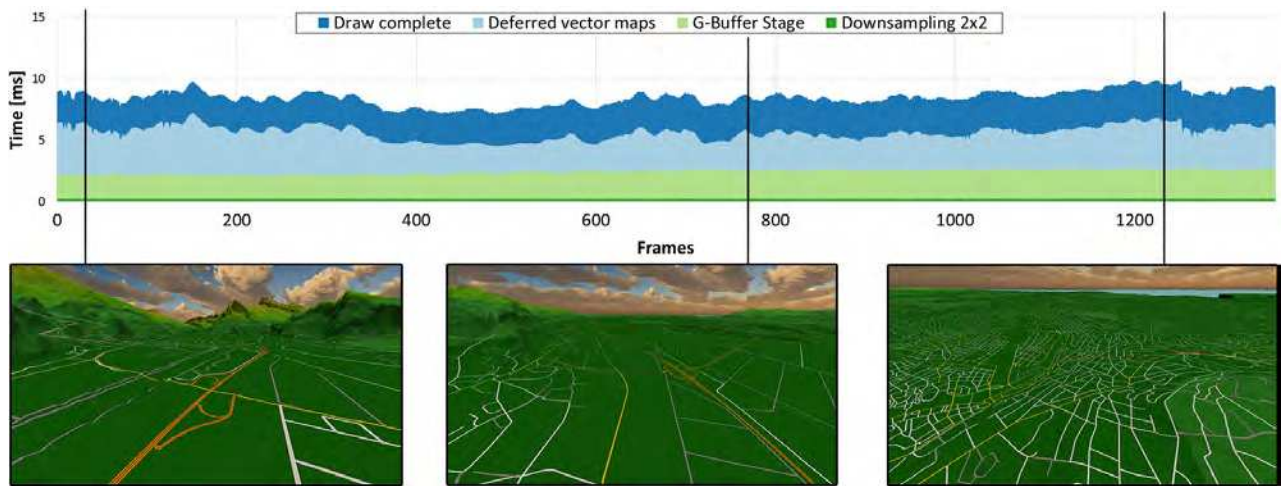 15
Draw complete Deferred vector maps G-Buffer Stage Downsampling 2x2
10
Time [ms]
5
0
0 200 400 600 800 1000 1200
Frames